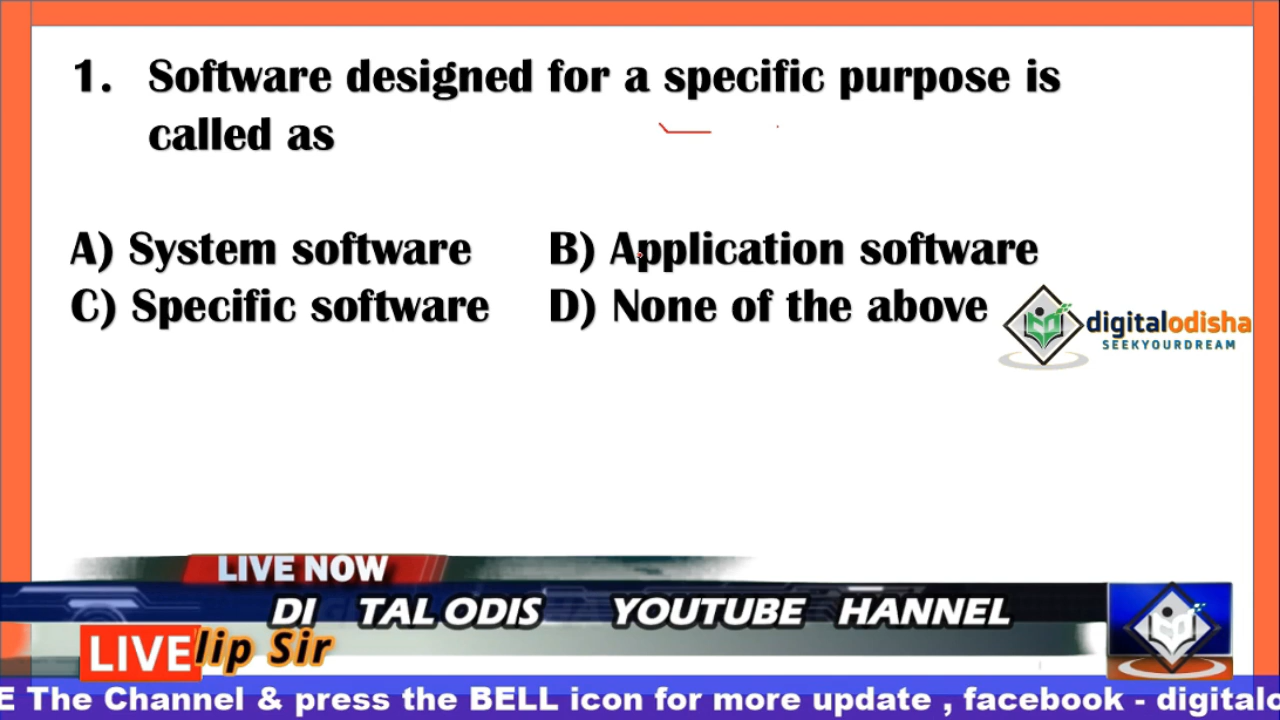 1. Software designed for a specific purpose is
called as
A) System software B) Application software
C) Specific software D) None of the above
digitalodisha
SEEKYOURDREAM
LIVE NOW
DI TAL ODIS YOUTUBE HANNEL
LIVE lip Sir
E The Channel & press the BELL icon for more update , facebook - digitalo